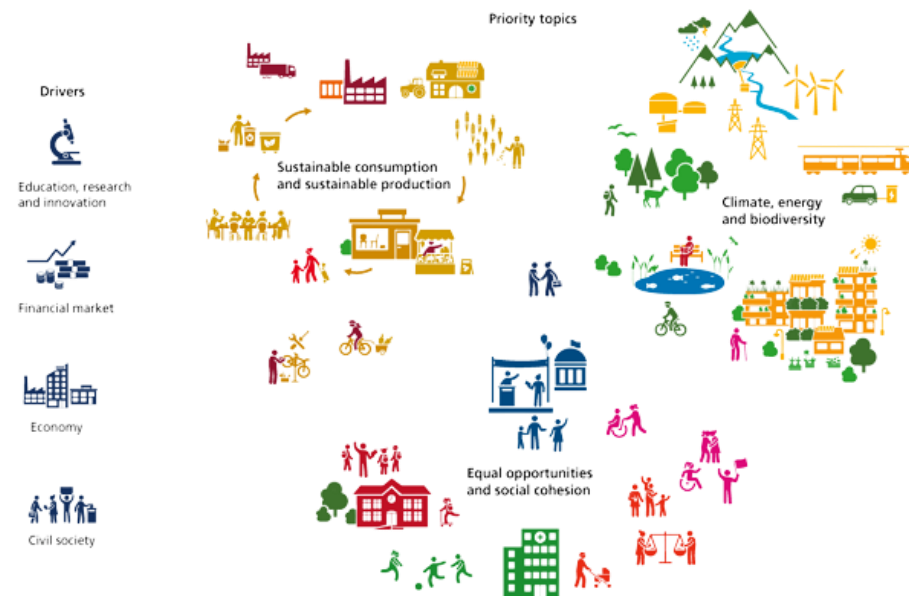 Priority topics
Drivers
Education, research
and innovation
Financial market
Economy
Civil society
Sustainable consumption
and sustainable production
Climate, energy
and biodiversity
Equal opportunities
and social cohesion